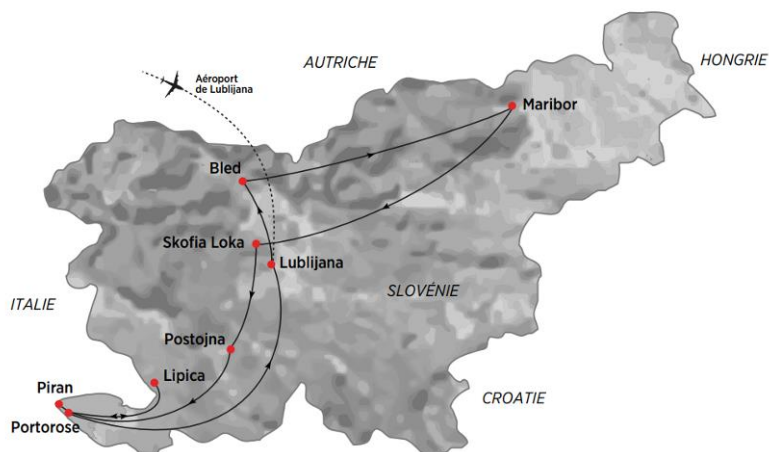 AUTRICHE
HONGRIE
Aéroport
de Lublijana
Maribor
Bled
Skofia Loka
Lublijana
SLOVÉNIE
ITALIE
Postojna
Lipica
Piran
CROATIE
Portorose